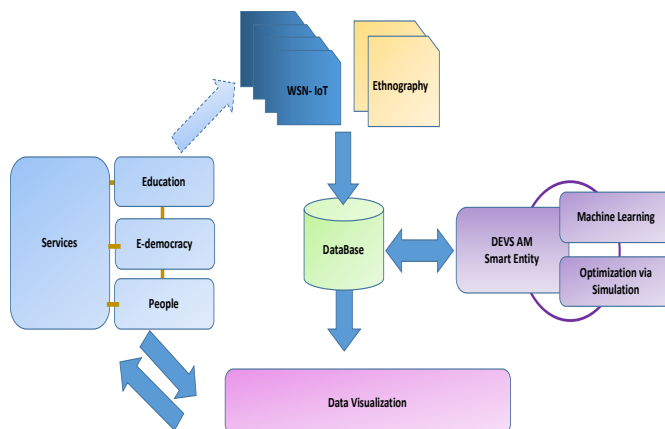 WSN- IoT
Ethnography
Education
Services
E-democracy
People
DataBase
DEVS AM
Smart Entity
Machine Learning
Optimization via
Simulation
Data Visualization